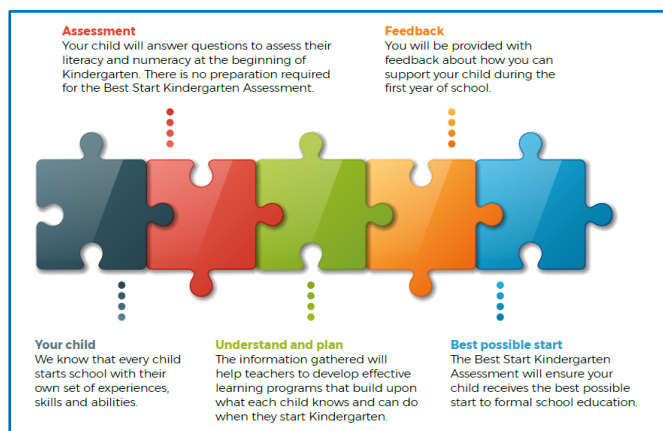 Assessment
Your child will answer questions to assess their
literacy and numeracy at the beginning of
Kindergarten. There is no preparation required
for the Best Start Kindergarten Assessment.
Feedback
You will be provided with
feedback about how you can
support your child during the
first year of school.
Your child
We know that every child
starts school with their
own set of experiences,
skills and abilities.
Understand and plan
The information gathered will
help teachers to develop effective
learning programs that build upon
what each child knows and can do
when they start Kindergarten.
Best possible start
The Best Start Kindergarten
Assessment will ensure your
child receives the best possible
start to formal school education.